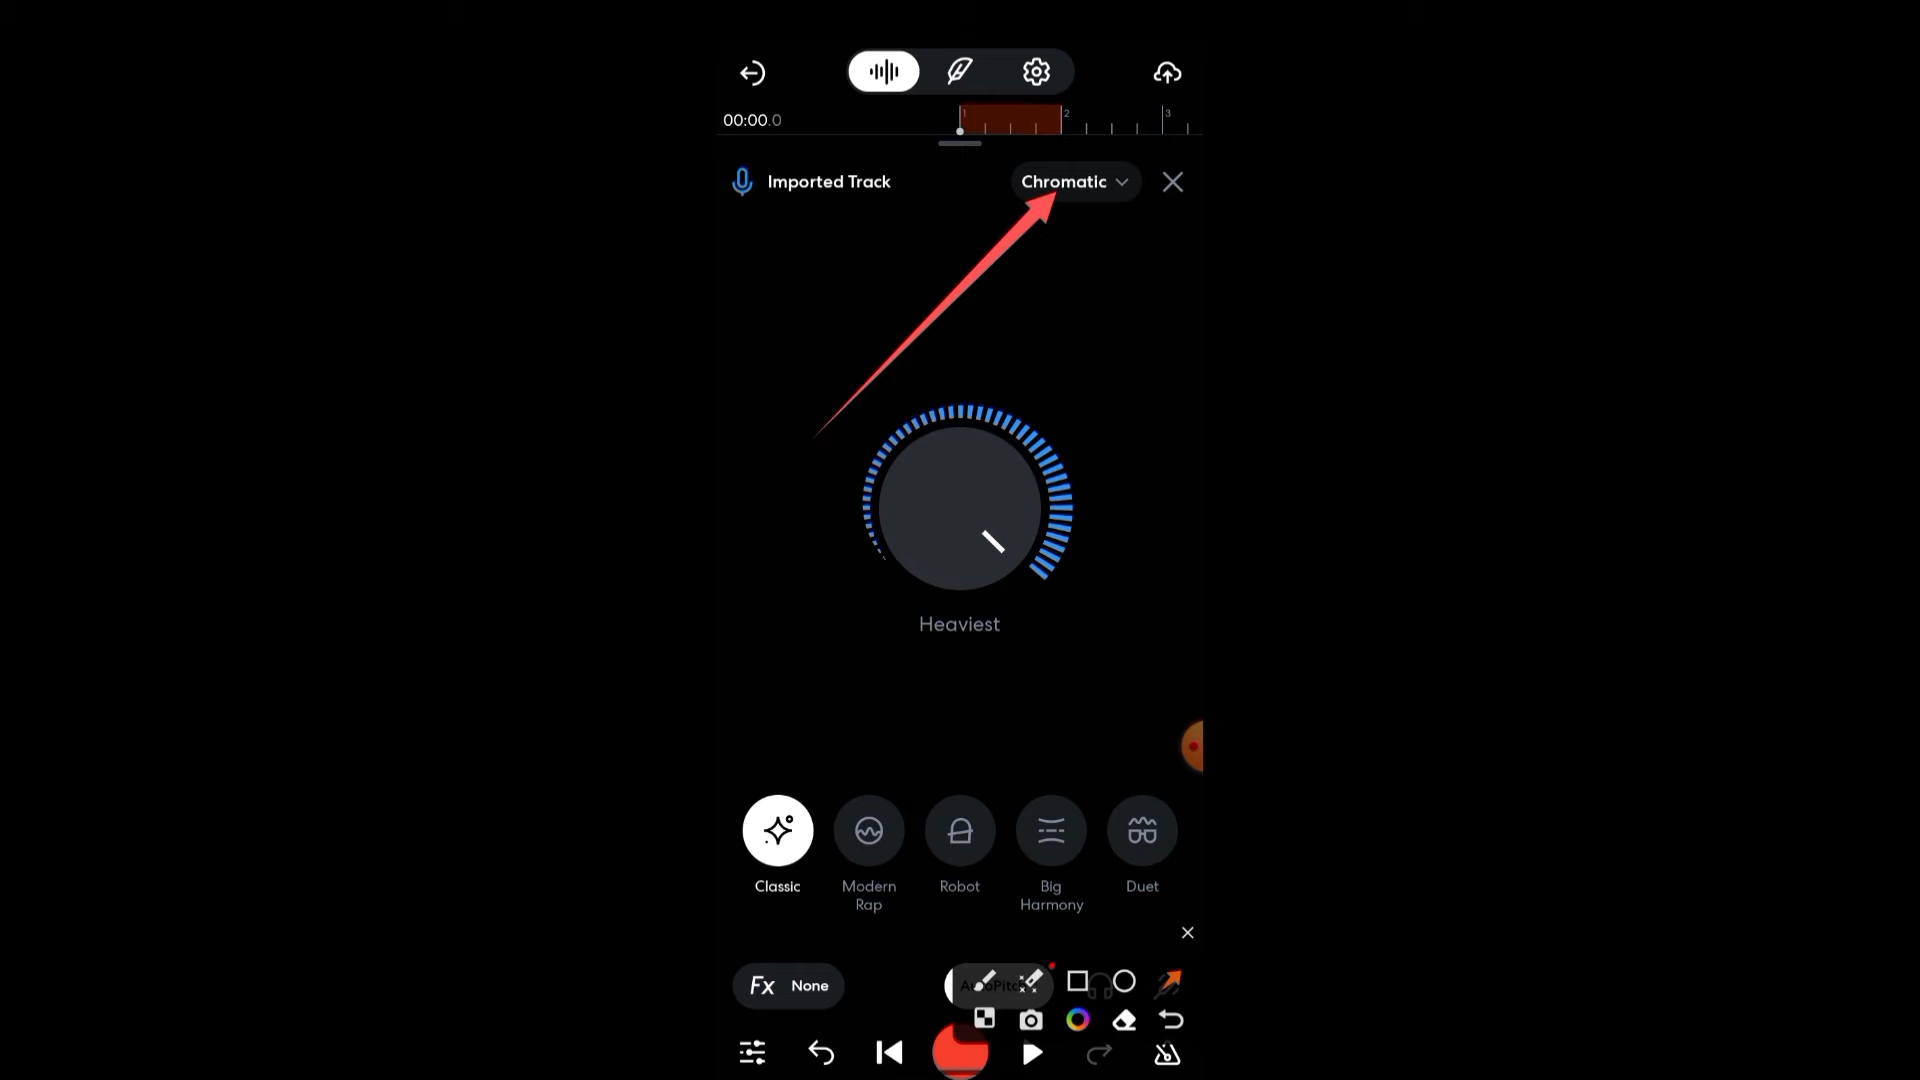 00:00.0
1
2
3
Imported Track
Chromatic
Heaviest
Classic
Modern
Rap
Robot
Big
Harmony
Duet
Fx None
AutoPitch